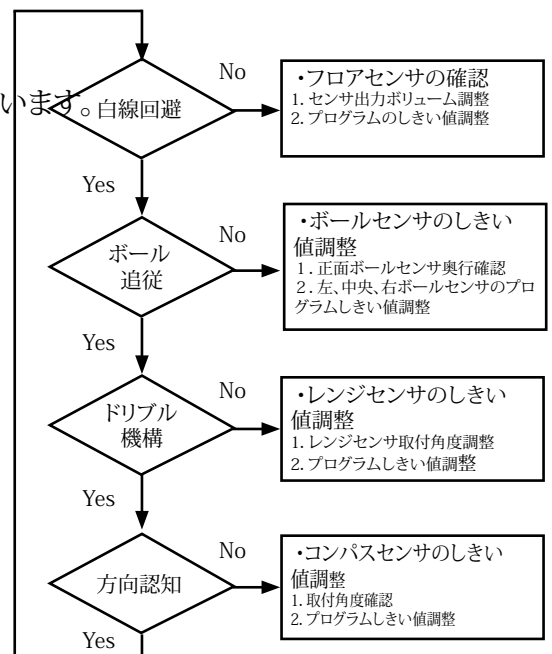 No
・フロアセンサの確認
1. センサ出力ボリューム調整
2. プログラムのしきい値調整
います。
白線回避
Yes
No
・ボールセンサのしきい
値調整
1. 正面ボールセンサ奥行確認
2. 左、中央、右ボールセンサのプロ
グラムしきい値調整
ボール
追従
Yes
No
・レンジセンサのしきい
値調整
1. レンジセンサ取付角度調整
2. プログラムしきい値調整
ドリブル
機構
Yes
No
・コンパスセンサのしきい
値調整
1. 取付角度確認
2. プログラムしきい値調整
方向認知
Yes